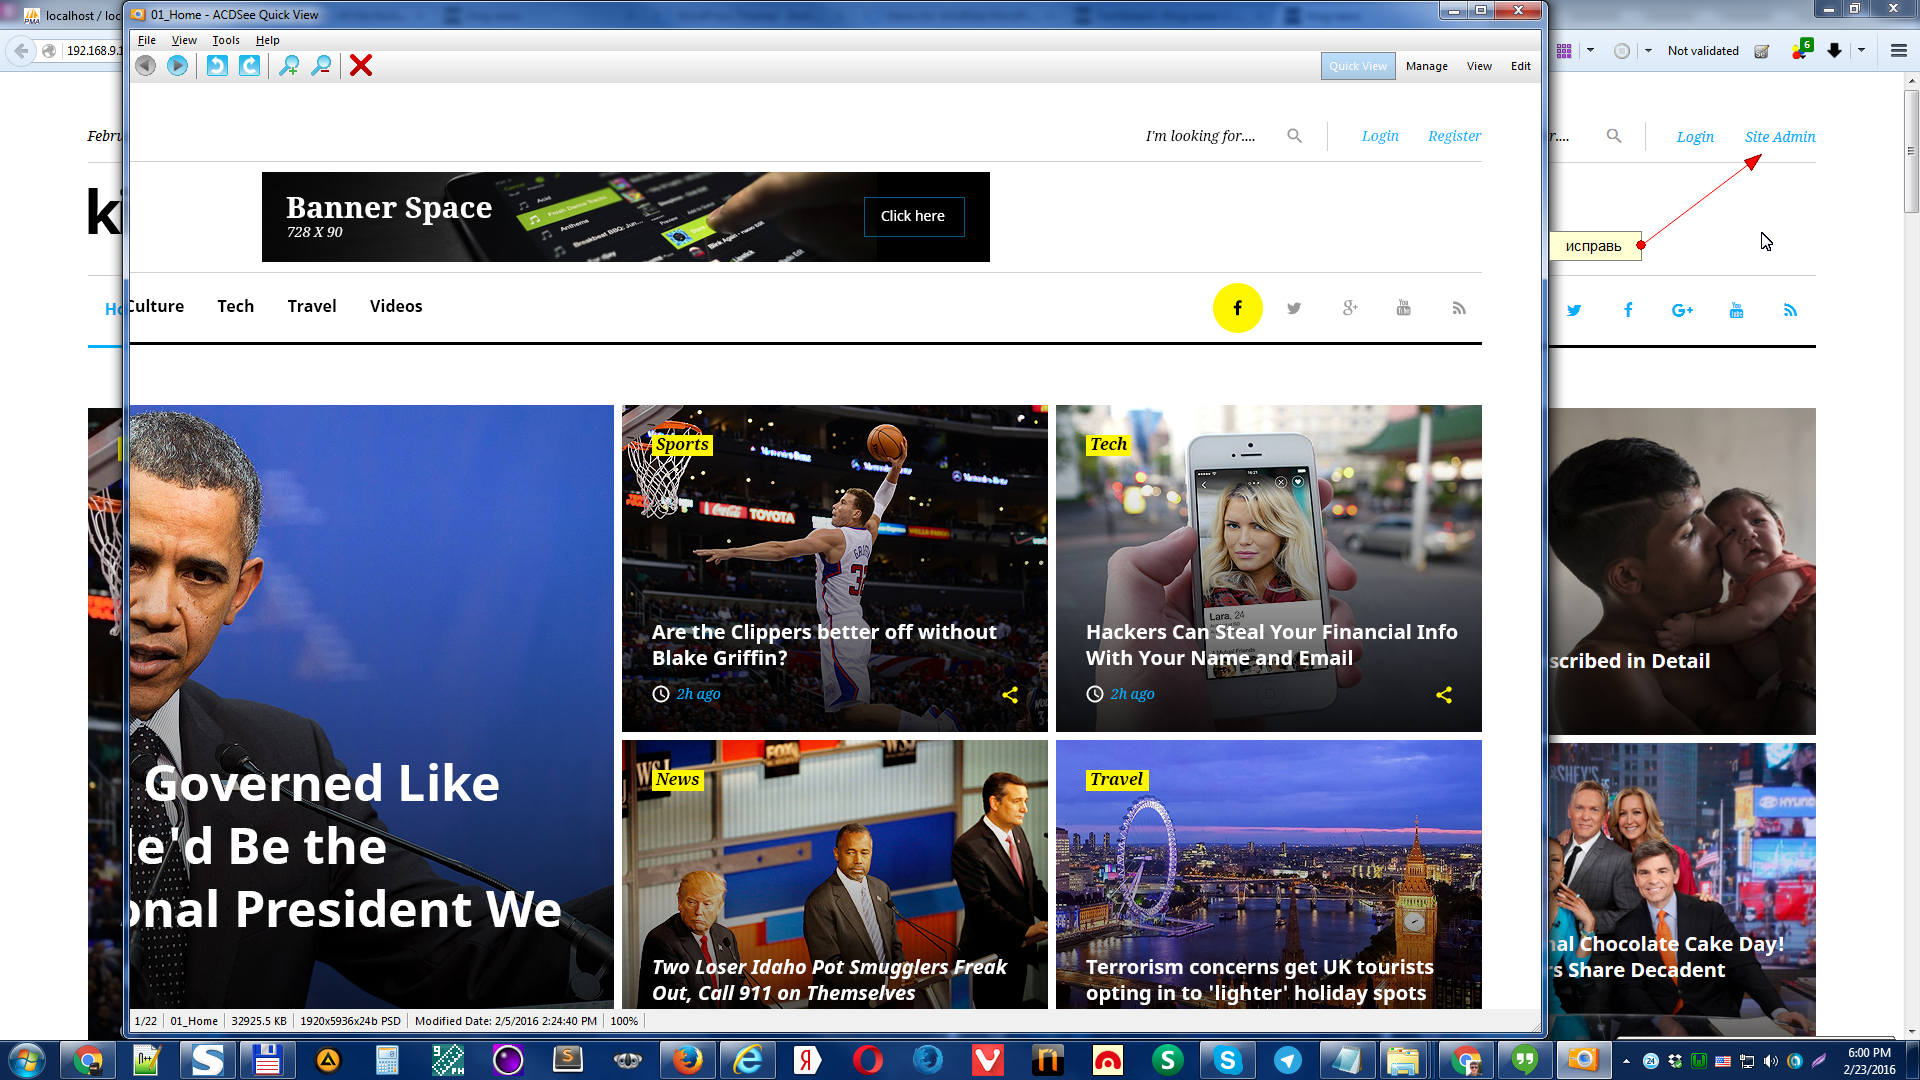 localhost / loc
01_Home - ACDSee Quick View
192.168.9.1
File View Tools Help
Not validated
6
Quick View Manage View Edit
Febru
I'm looking for....
Login Register
r....
Login Site Admin
ki
Banner Space
728 X 90
Click here
исправь
Ho
Culture Tech Travel Videos
Sports
Tech
Are the Clippers better off without
Blake Griffin?
2h ago
Hackers Can Steal Your Financial Info
With Your Name and Email
2h ago
scribed in Detail
Governed Like
e'd Be the
onal President We
News
Travel
Two Loser Idaho Pot Smugglers Freak
Out, Call 911 on Themselves
Terrorism concerns get UK tourists
opting in to 'lighter' holiday spots
nal Chocolate Cake Day!
rs Share Decadent
1/22 01_Home 32925.5 KB 1920x5936x24b PSD Modified Date: 2/5/2016 2:24:40 PM 100%
6:00 PM
2/23/2016